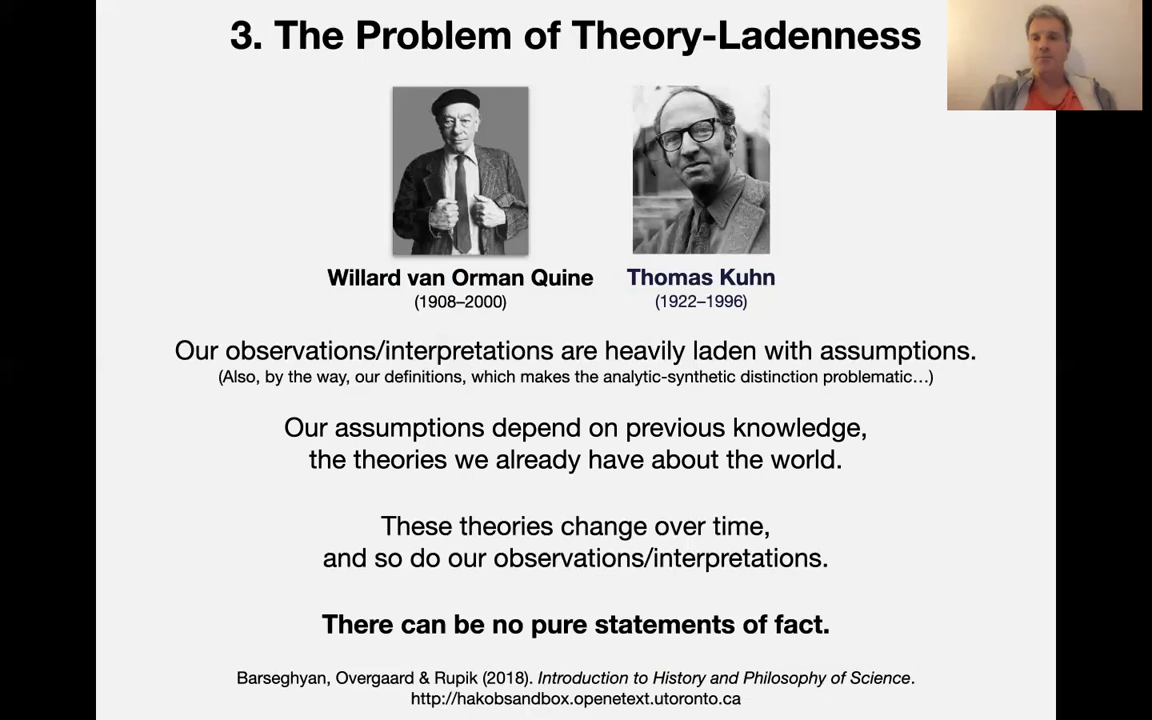 3. The Problem of Theory-Ladenness
Willard van Orman Quine
(1908–2000)
Thomas Kuhn
(1922–1996)
Our observations/interpretations are heavily laden with assumptions.
(Also, by the way, our definitions, which makes the analytic-synthetic distinction problematic…)
Our assumptions depend on previous knowledge,
the theories we already have about the world.
These theories change over time,
and so do our observations/interpretations.
There can be no pure statements of fact.
Barseghyan, Overgaard & Rupik (2018). Introduction to History and Philosophy of Science.
http://hakobsandbox.openetext.utoronto.ca